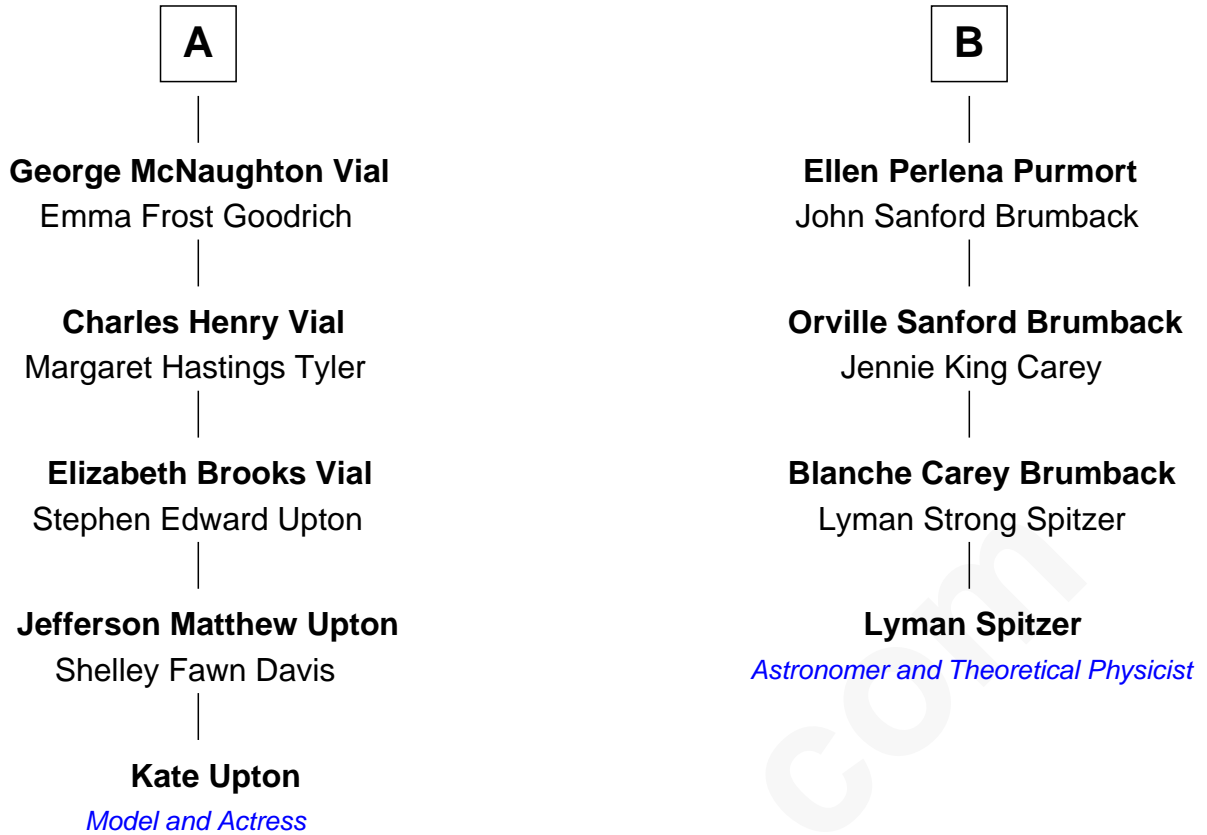 A
George McNaughton Vial
Emma Frost Goodrich
Charles Henry Vial
Margaret Hastings Tyler
Elizabeth Brooks Vial
Stephen Edward Upton
Jefferson Matthew Upton
Shelley Fawn Davis
Kate Upton
Model and Actress
B
Ellen Perlena Purmort
John Sanford Brumback
Orville Sanford Brumback
Jennie King Carey
Blanche Carey Brumback
Lyman Strong Spitzer
Lyman Spitzer
Astronomer and Theoretical Physicist
com